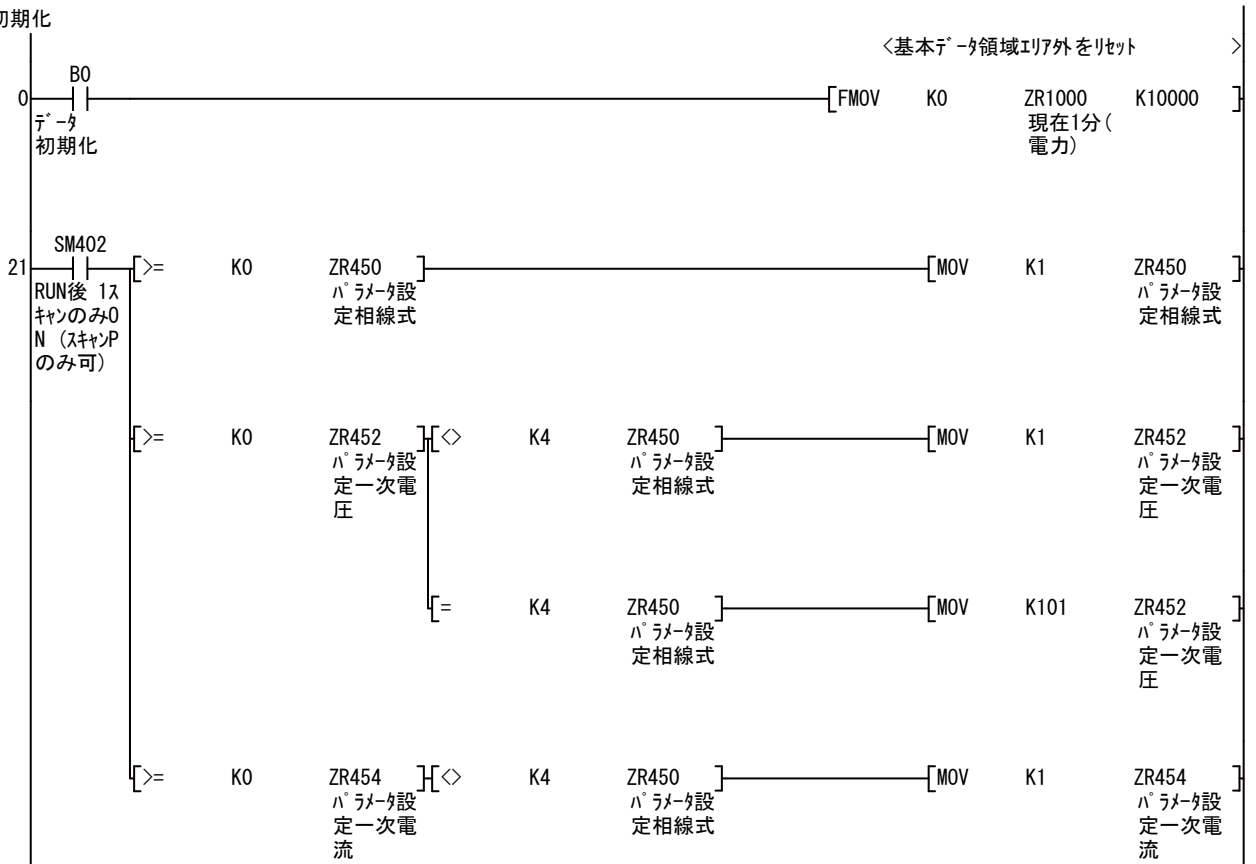 初期化
<基本ﾃﾞｰﾀ領域ｴﾘｱ外をﾘｾｯﾄ >
B0
0 [FMOV K0 ZR1000 K10000 ]
ﾃﾞｰﾀ 現在1分(
初期化 電力)
SM402
21 [>= K0 ZR450 ] [MOV K1 ZR450 ]
RUN後 1ｽ ﾊﾟﾗﾒｰﾀ設 ﾊﾟﾗﾒｰﾀ設
ｷｬﾝのみO 定相線式 定相線式
N (ｽｷｬﾝP
のみ可)
[>= K0 ZR452 ] [<> K4 ZR450 ] [MOV K1 ZR452 ]
ﾊﾟﾗﾒｰﾀ設 ﾊﾟﾗﾒｰﾀ設 ﾊﾟﾗﾒｰﾀ設
定一次電 定相線式 定一次電
圧 圧
[= K4 ZR450 ] [MOV K101 ZR452 ]
ﾊﾟﾗﾒｰﾀ設 ﾊﾟﾗﾒｰﾀ設
定相線式 定一次電
圧
[>= K0 ZR454 ] [<> K4 ZR450 ] [MOV K1 ZR454 ]
ﾊﾟﾗﾒｰﾀ設 ﾊﾟﾗﾒｰﾀ設 ﾊﾟﾗﾒｰﾀ設
定一次電 定相線式 定一次電
流 流